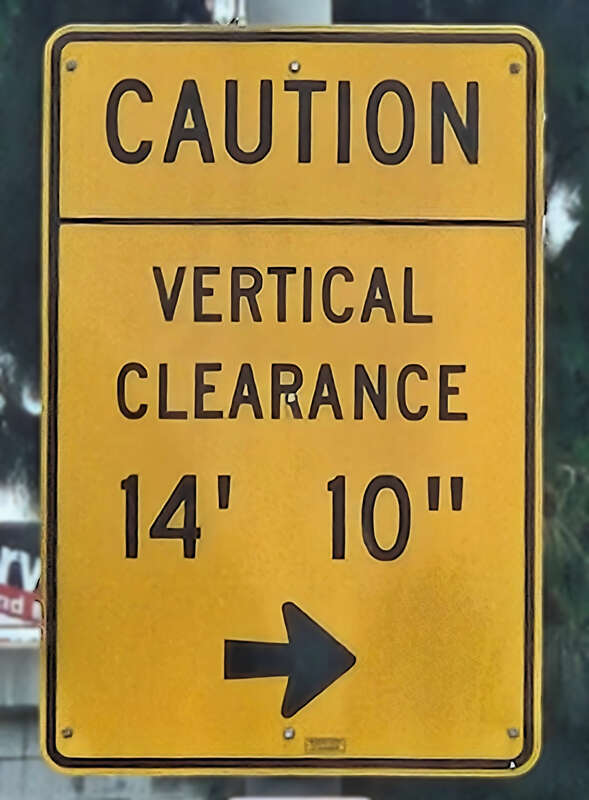 CAUTION
VERTICAL
CLEARANCE
14' 10"